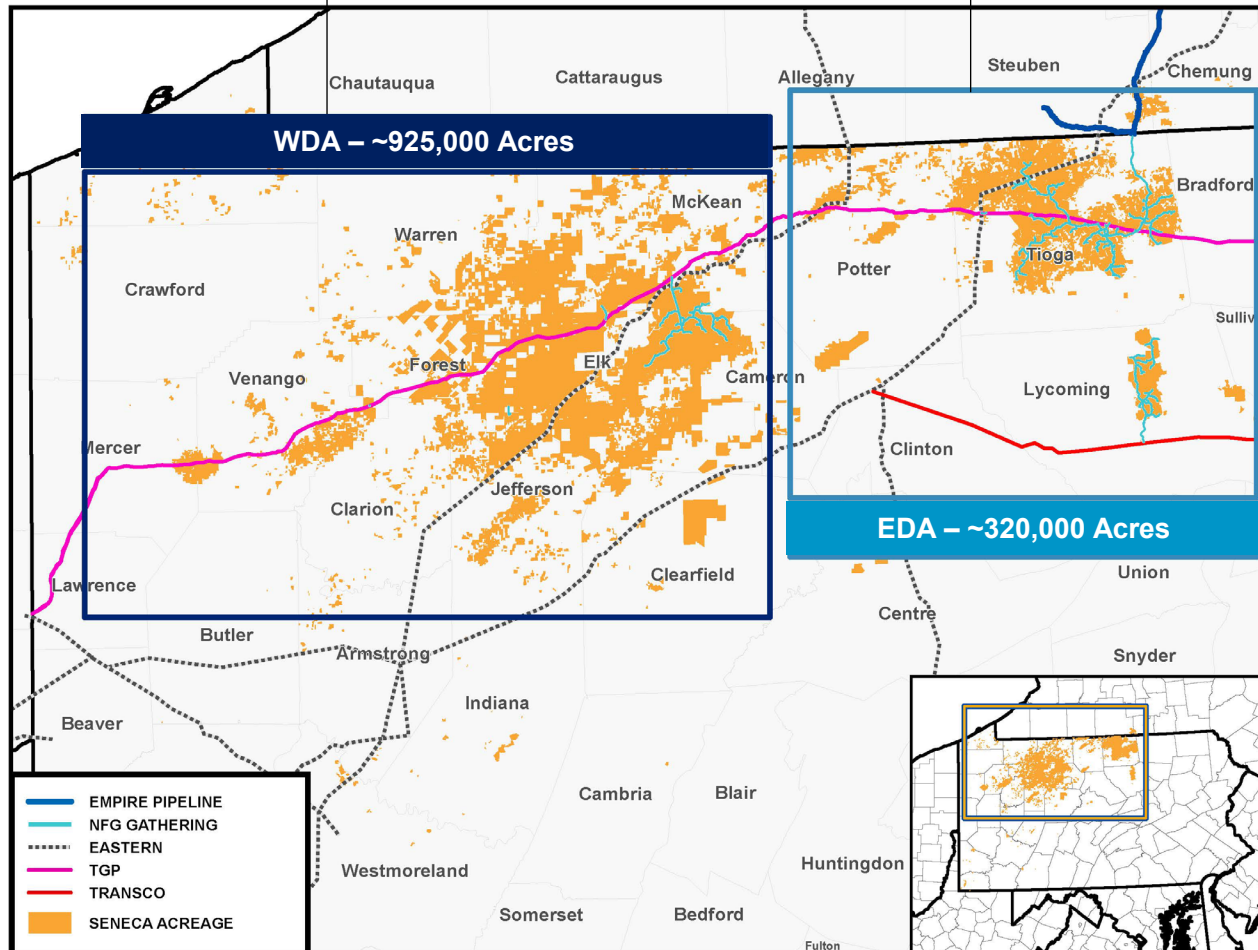 Chautauqua
Cattaraugus
Allegany
Steuben
Chemung
WDA – ~925,000 Acres
McKean
Bradford
Warren
Crawford
Potter
Tioga
Sulliv
Forest
Elk
Venango
Cameron
Lycoming
Mercer
Clinton
Jefferson
Clarion
EDA – ~320,000 Acres
Lawrence
Clearfield
Union
Centre
Butler
Armstrong
Snyder
Indiana
Beaver
Cambria
Blair
Westmoreland
Huntingdon
Somerset
Bedford
Fulton
EMPIRE PIPELINE
NFG GATHERING
EASTERN
TGP
TRANSCO
SENECA ACREAGE